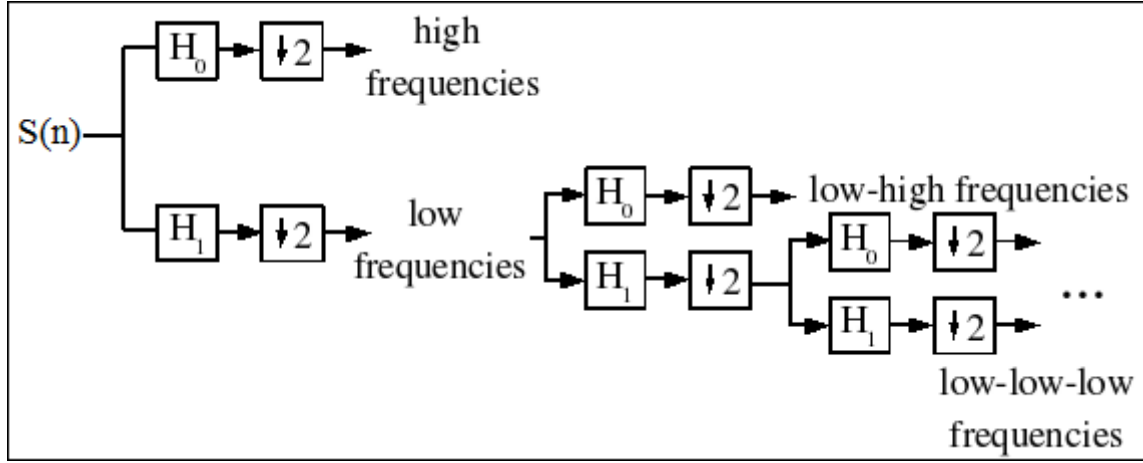 H₀ ↓2 high
frequencies
S(n)
H₁ ↓2 low
frequencies
H₀ ↓2 low-high frequencies
H₁ ↓2
H₀ ↓2
H₁ ↓2
...
low-low-low
frequencies